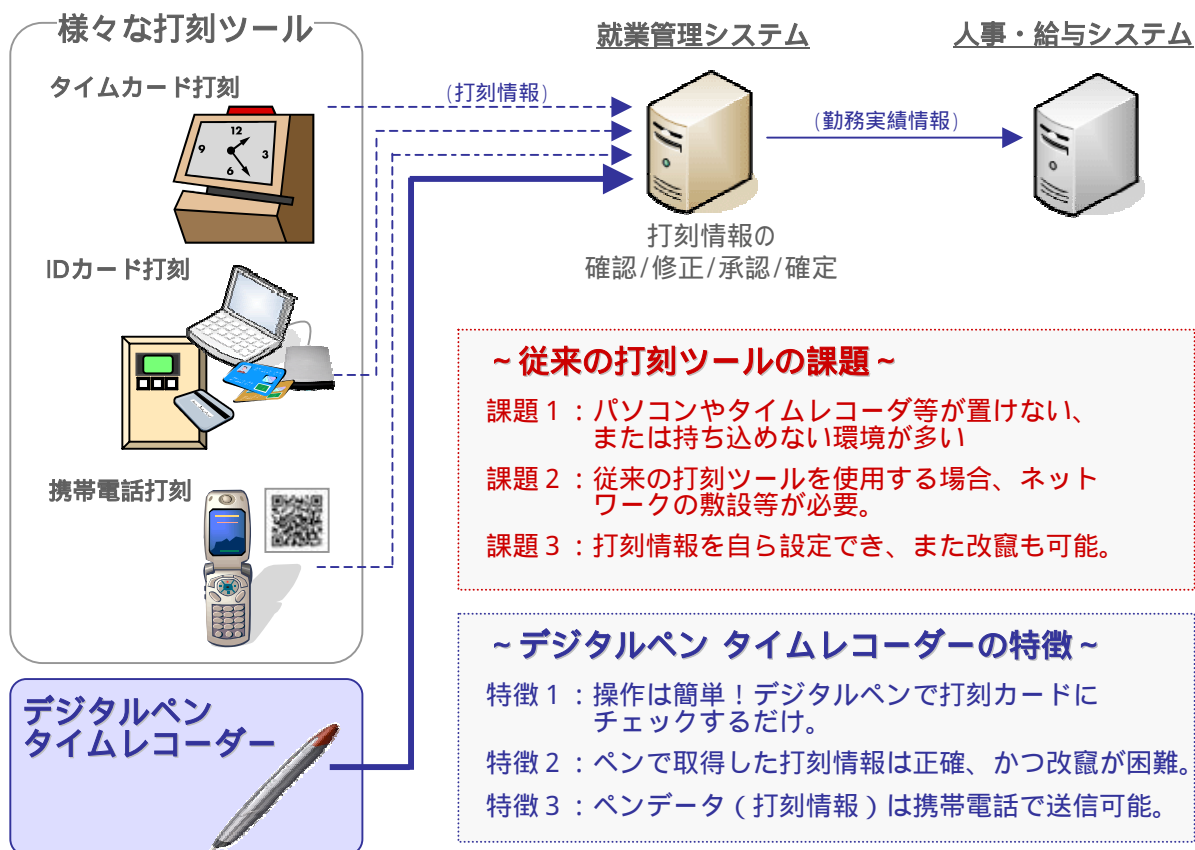 様々な打刻ツール
タイムカード打刻
12
9
3
6
IDカード打刻
携帯電話打刻
デジタルペン
タイムレコーダー
就業管理システム
人事・給与システム
(打刻情報)
(勤務実績情報)
打刻情報の
確認/修正/承認/確定
~従来の打刻ツールの課題~
課題1:パソコンやタイムレコーダ等が置けない、
または持ち込めない環境が多い
課題2:従来の打刻ツールを使用する場合、ネット
ワークの敷設等が必要。
課題3:打刻情報を自ら設定でき、また改竄も可能。
~デジタルペン タイムレコーダーの特徴~
特徴1:操作は簡単!デジタルペンで打刻カードに
チェックするだけ。
特徴2:ペンで取得した打刻情報は正確、かつ改竄が困難。
特徴3:ペンデータ(打刻情報)は携帯電話で送信可能。